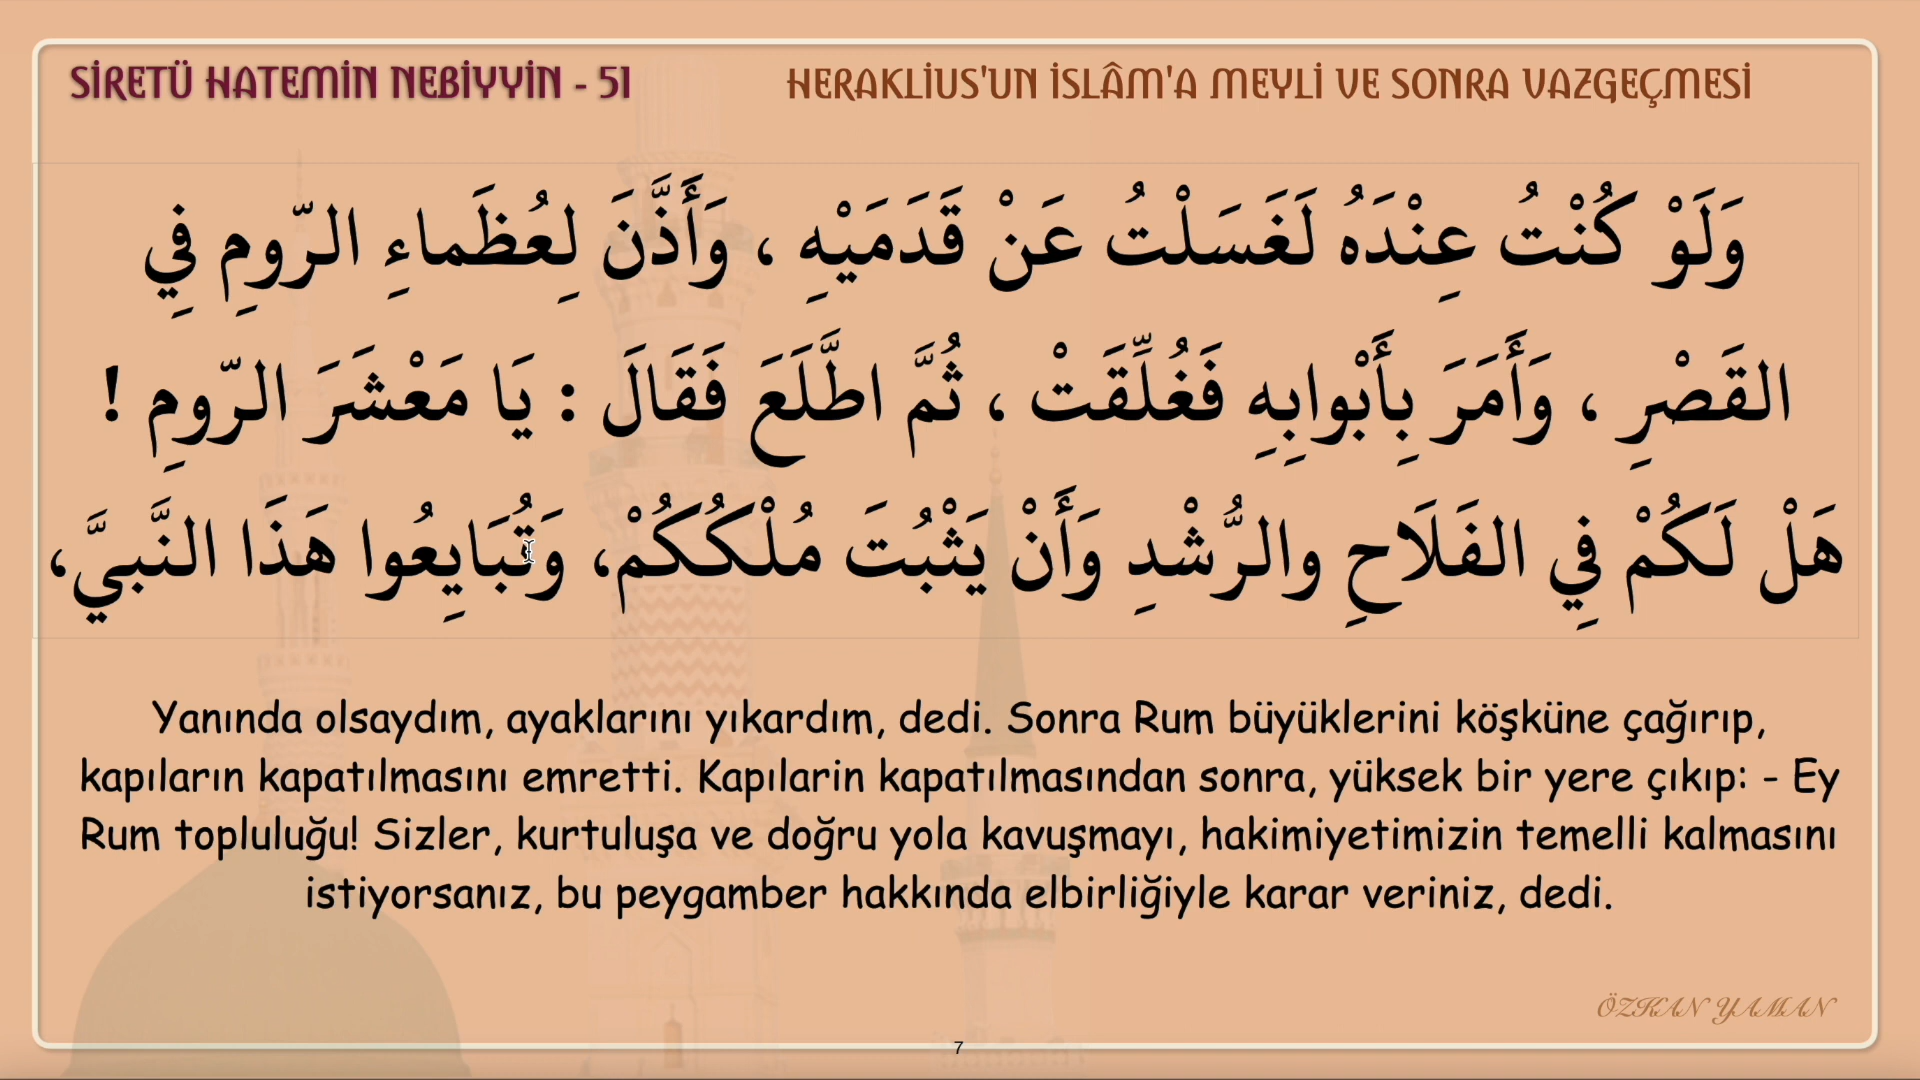 SİRETÜ HATEMİN NEBİYYİN - 51
HERAKLİUS'UN İSLÂM'A MEYLİ VE SONRA VAZGEÇMESİ
وَلَوْ كُنْتُ عِنْدَهُ لَغَسَلْتُ عَنْ قَدَمَيْهِ ، وَأَذَّنَ لِعُظَماءِ الرّومِ فِي
القَصْرِ ، وَأَمَرَ بِأَبْوابِهِ فَغُلِّقَتْ ، ثُمَّ اطَّلَعَ فَقَالَ : يَا مَعْشَرَ الرّومِ !
هَلْ لَكُمْ فِي الفَلَاحِ والرُّشْدِ وَأَنْ يَثْبُتَ مُلْكُكُمْ، وَتُبَايِعُوا هَذَا النَّبيَّ،
Yanında olsaydım, ayaklarını yıkardım, dedi. Sonra Rum büyüklerini köşküne çağırıp,
kapıların kapatılmasını emretti. Kapılarin kapatılmasından sonra, yüksek bir yere çıkıp: - Ey
Rum topluluğu! Sizler, kurtuluşa ve doğru yola kavuşmayı, hakimiyetimizin temelli kalmasını
istiyorsanız, bu peygamber hakkında elbirliğiyle karar veriniz, dedi.
ÖZKAN YAMAN
7